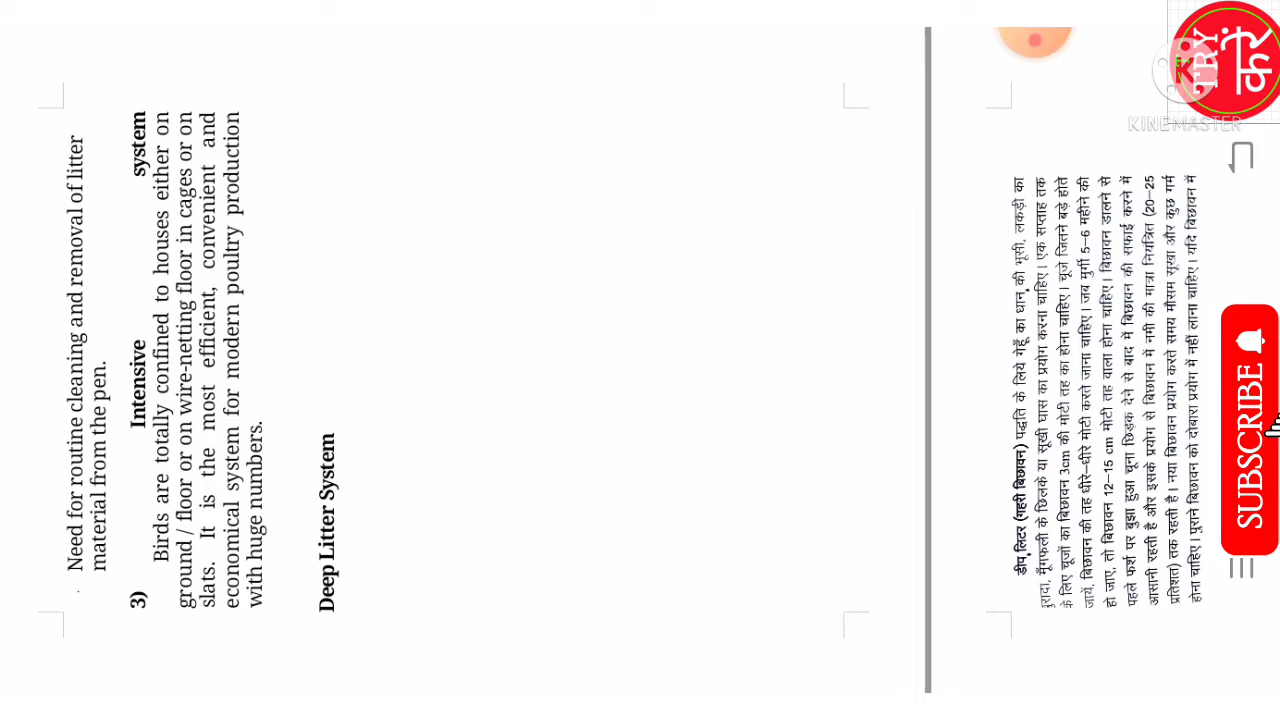 Need for routine cleaning and removal of litter
material from the pen.
3) Intensive system
Birds are totally confined to houses either on
ground / floor or on wire-netting floor in cages or on
slats. It is the most efficient, convenient and
economical system for modern poultry production
with huge numbers.
Deep Litter System
डीप लिटर (गहरी बिछावन) पद्धति के लिये गेहूँ का धान की भूसी, लकड़ी का
बुरादा, मूँगफली के छिलके या सूखी घास का प्रयोग करना चाहिए। एक सप्ताह तक
के लिए चूजों का बिछावन 3cm की मोटी तह का होना चाहिए। चूजे जितने बड़े होते
जायें, बिछावन की तह धीरे–धीरे मोटी करते जाना चाहिए। जब मुर्गी 5–6 महीने की
हो जाए, तो बिछावन 12–15 cm मोटी तह वाला होना चाहिए। बिछावन डालने से
पहले फर्श पर बुझा हुआ चूना छिड़क देने से बाद में बिछावन की सफाई करने में
आसानी रहती है और इसके प्रयोग से बिछावन में नमी की मात्रा नियंत्रित (20–25
प्रतिशत) तक रहती है। नया बिछावन प्रयोग करते समय मौसम सूखा और कुछ गर्म
होना चाहिए। पुराने बिछावन को दोबारा प्रयोग में नहीं लाना चाहिए। यदि बिछावन में
TRY
करें
KINEMASTER
SUBSCRIBE